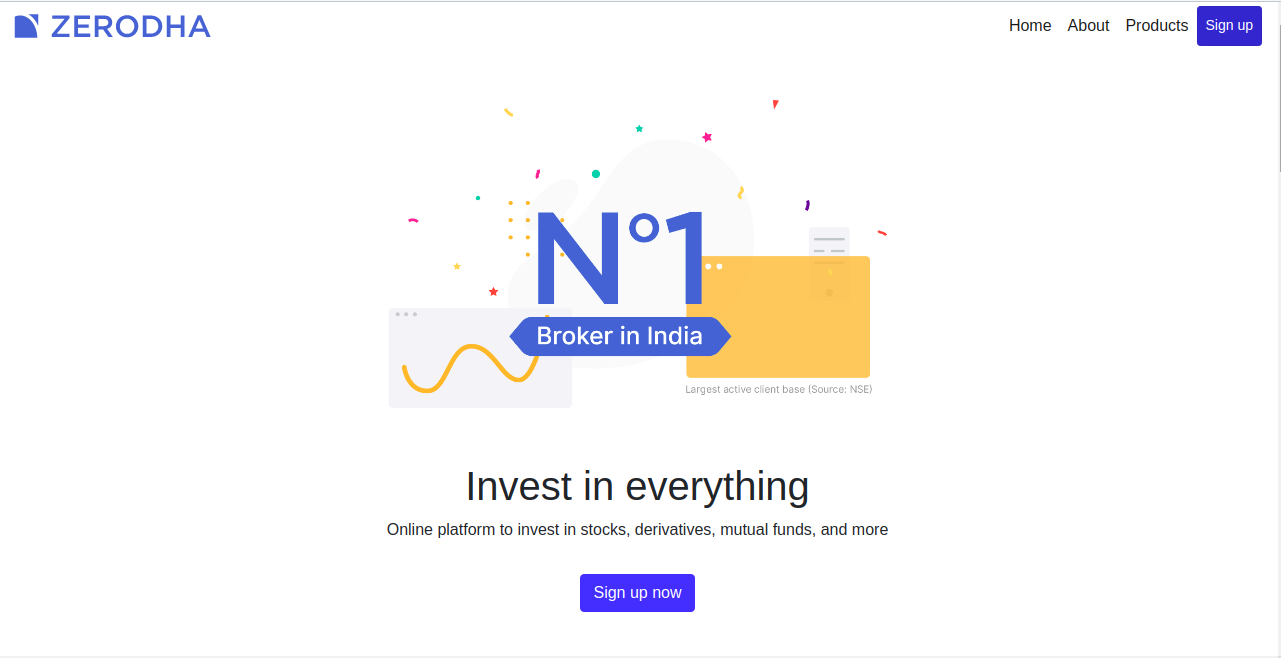 ZERODHA
Home About Products Sign up
N°1
Broker in India
Largest active client base (Source: NSE)
Invest in everything
Online platform to invest in stocks, derivatives, mutual funds, and more
Sign up now